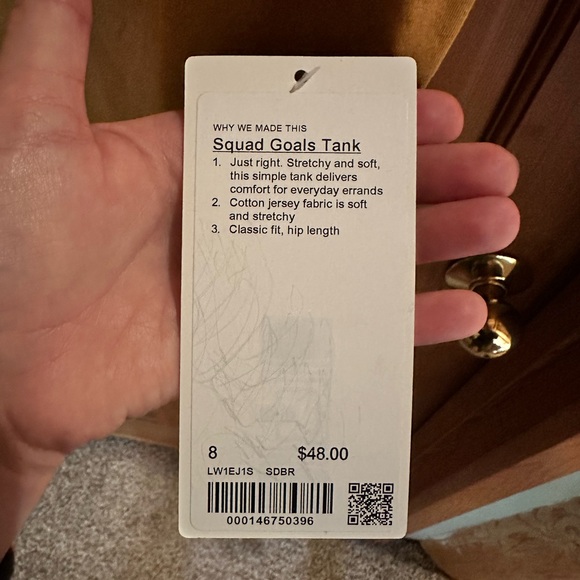 WHY WE MADE THIS
Squad Goals Tank
1. Just right. Stretchy and soft,
this simple tank delivers
comfort for everyday errands
2. Cotton jersey fabric is soft
and stretchy
3. Classic fit, hip length
8 $48.00
LW1EJ1S SDBR
000146750396